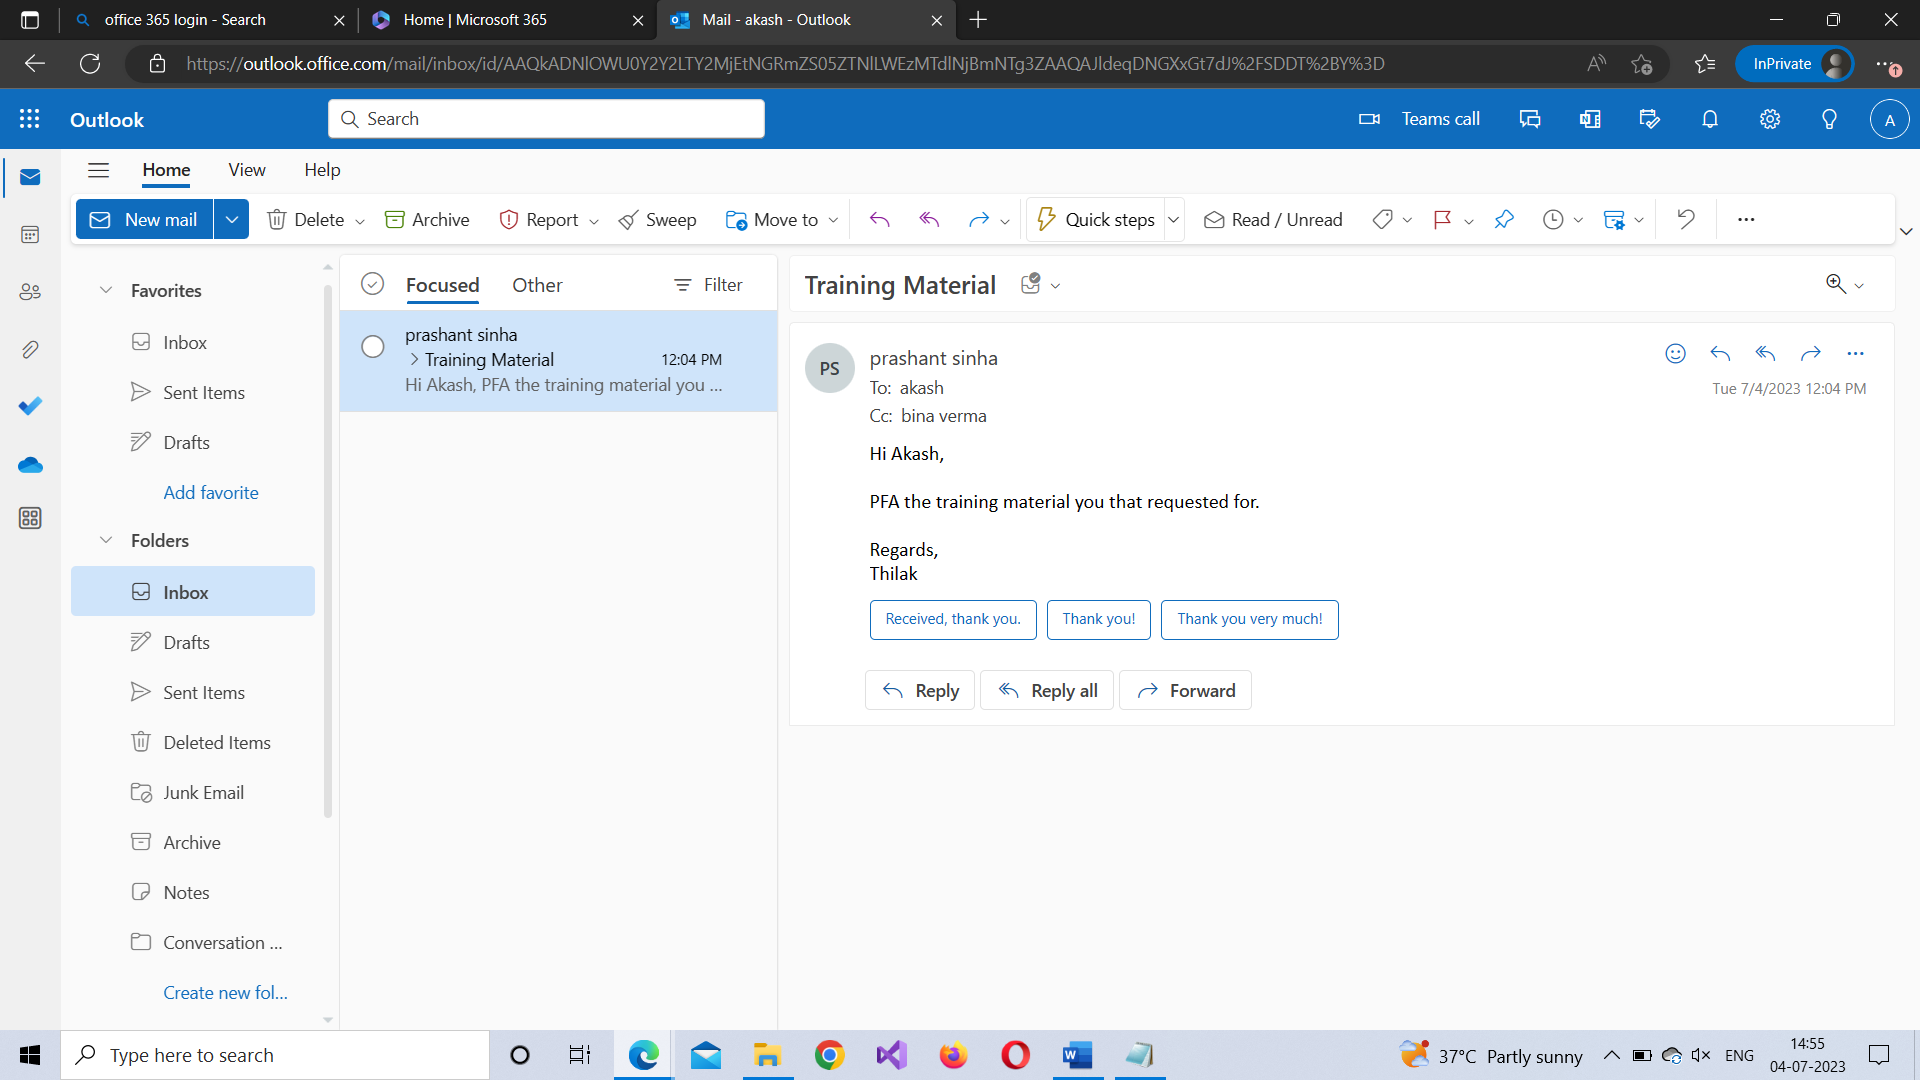 office 365 login - Search
Home | Microsoft 365
Mail - akash - Outlook
https://outlook.office.com/mail/inbox/id/AAQkADNlOWU0Y2Y2LTY2MjEtNGRmZS05ZTNlLWEzMTdlNjBmNTg3ZAAQAJldeqDNGXxGt7dJ%2FSDDT%2BY%3D
InPrivate
Outlook
Search
Teams call
A
Home
View
Help
New mail
Delete
Archive
Report
Sweep
Move to
Quick steps
Read / Unread
Favorites
Inbox
Sent Items
Drafts
Add favorite
Folders
Inbox
Drafts
Sent Items
Deleted Items
Junk Email
Archive
Notes
Conversation ...
Create new fol...
Focused
Other
Filter
prashant sinha
Training Material
12:04 PM
Hi Akash, PFA the training material you ...
Training Material
PS
prashant sinha
To: akash
Cc: bina verma
Tue 7/4/2023 12:04 PM
Hi Akash,
PFA the training material you that requested for.
Regards,
Thilak
Received, thank you.
Thank you!
Thank you very much!
Reply
Reply all
Forward
Type here to search
37°C Partly sunny
ENG
14:55
04-07-2023